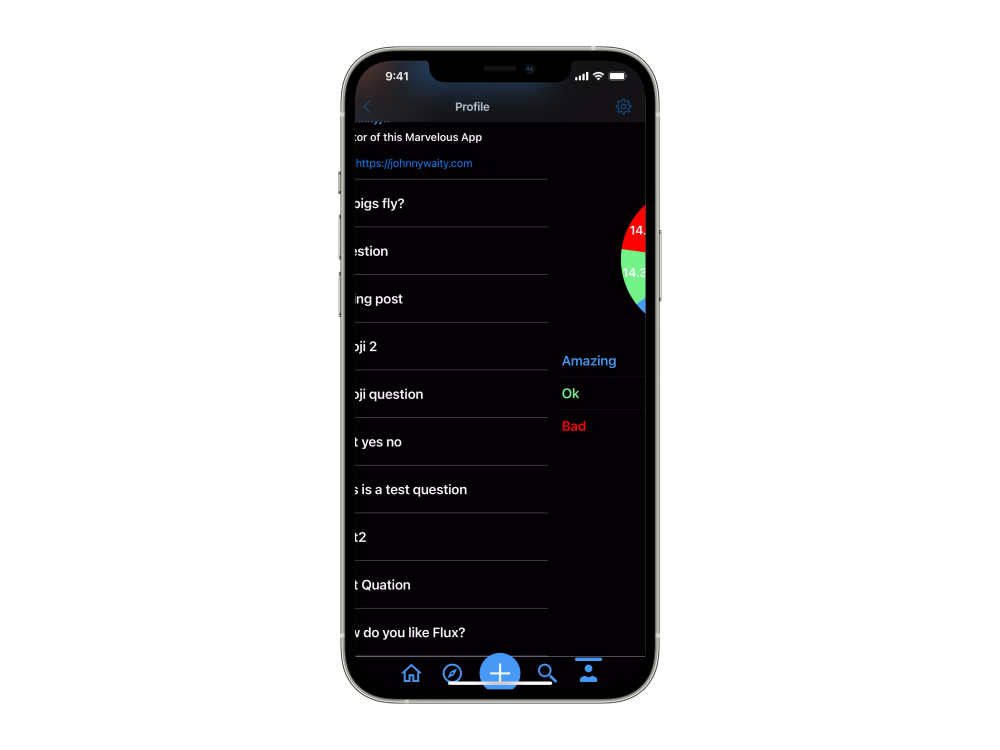 9:41
Profile
tor of this Marvelous App
https://johnnywaity.com
pigs fly?
estion
ing post
oji 2
oji question
t yes no
s is a test question
t2
t Quation
w do you like Flux?
14.
14.3
Amazing
Ok
Bad